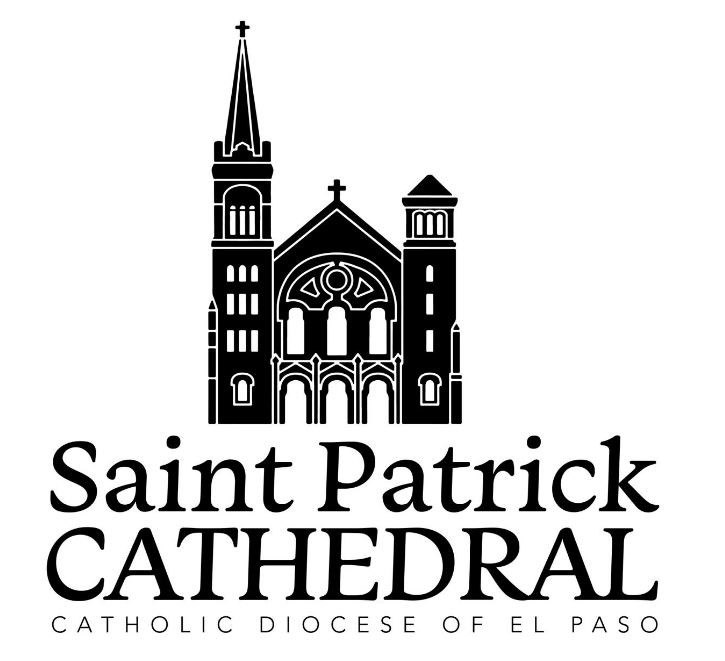 Saint Patrick
CATHEDRAL
CATHOLIC DIOCESE OF EL PASO